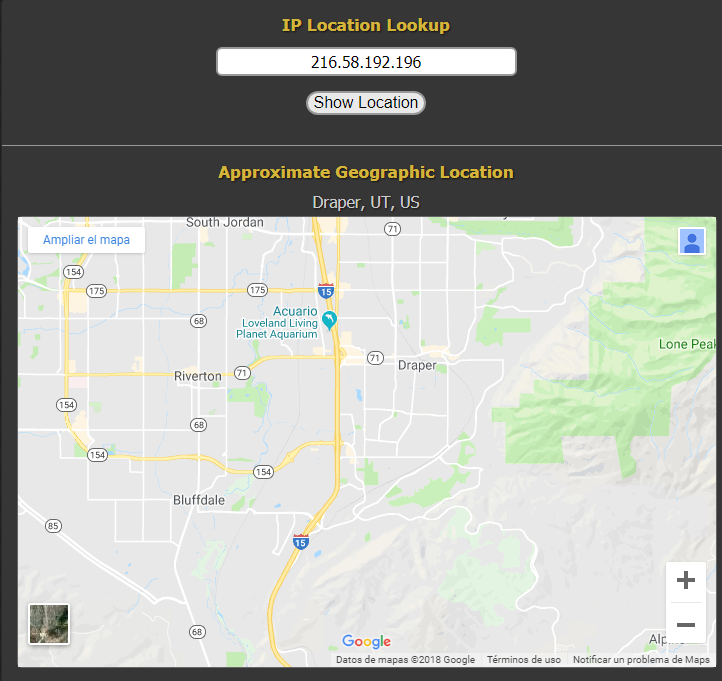 IP Location Lookup
216.58.192.196
Show Location
Approximate Geographic Location
Draper, UT, US
South Jordan
71
Ampliar el mapa
154
175
175
15
Acuario
Loveland Living
Planet Aquarium
68
Lone Peak
71
Draper
Riverton
71
154
68
154
154
Bluffdale
85
15
68
Google
Datos de mapas ©2018 Google
Términos de uso
Notificar un problema de Maps